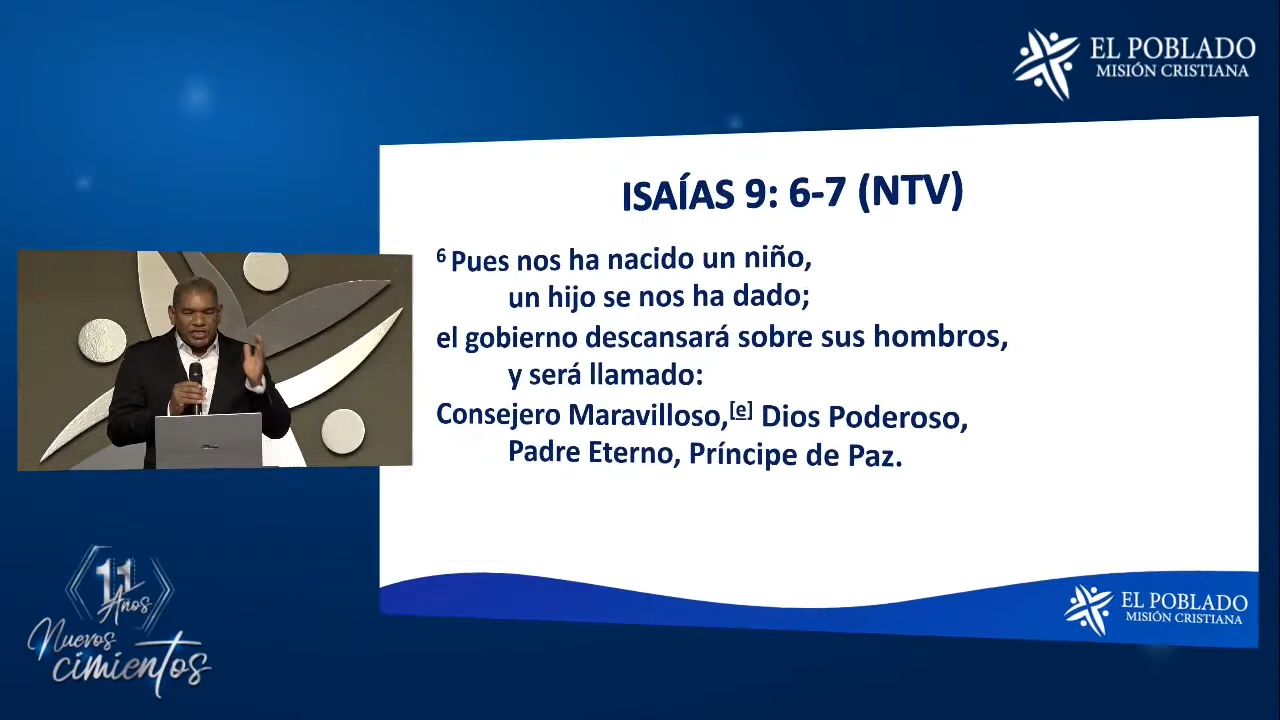 EL POBLADO
MISIÓN CRISTIANA
ISAÍAS 9: 6-7 (NTV)
6 Pues nos ha nacido un niño,
un hijo se nos ha dado;
el gobierno descansará sobre sus hombros,
y será llamado:
Consejero Maravilloso,[e] Dios Poderoso,
Padre Eterno, Príncipe de Paz.
11
Años
Nuevos
cimientos
EL POBLADO
MISIÓN CRISTIANA